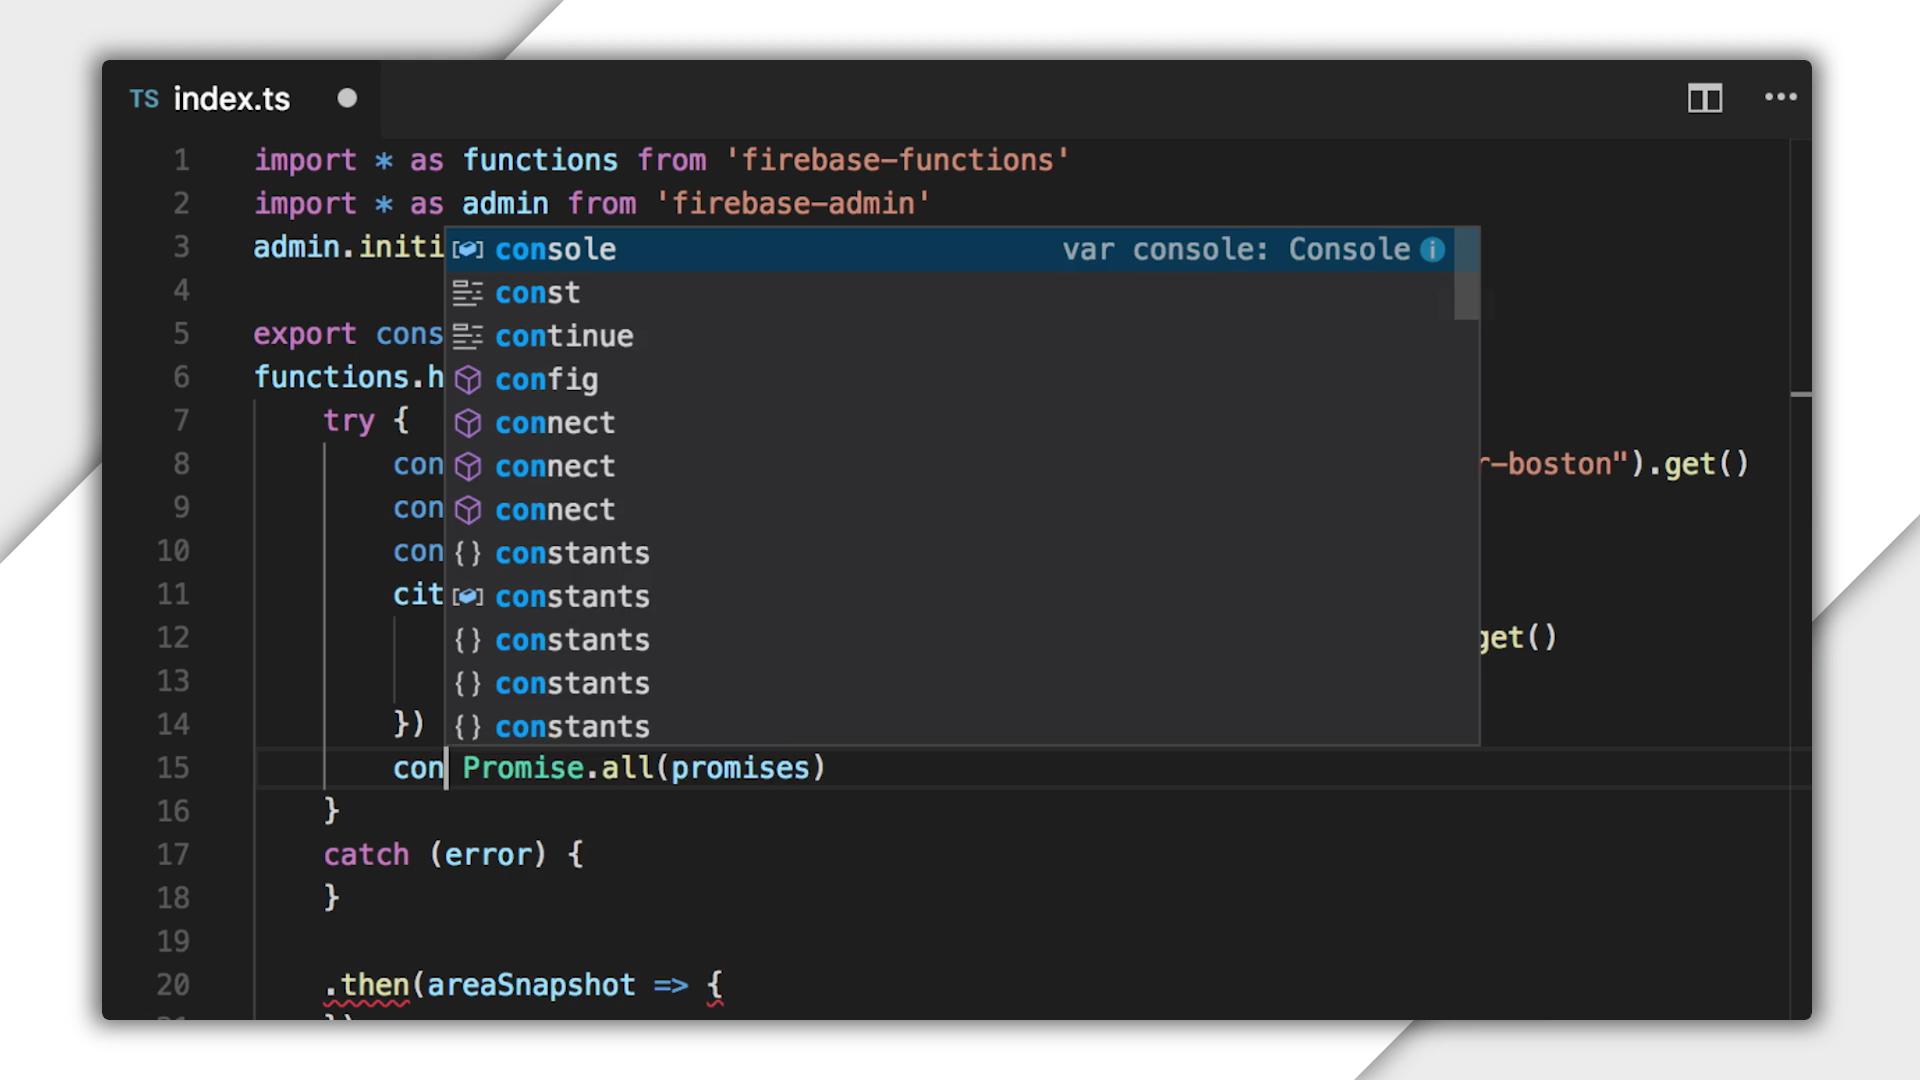 TS index.ts
1 import * as functions from 'firebase-functions'
2 import * as admin from 'firebase-admin'
3 admin.initi
console var console: Console
4 const
5 export cons
continue
6 functions.h
config
7 try {
connect
8 con
connect
r-boston").get()
9 con
connect
10 con
constants
11 cit
constants
12 constants
get()
13 constants
14 })
constants
15 con Promise.all(promises)
16 }
17 catch (error) {
18 }
19
20 .then(areaSnapshot => {